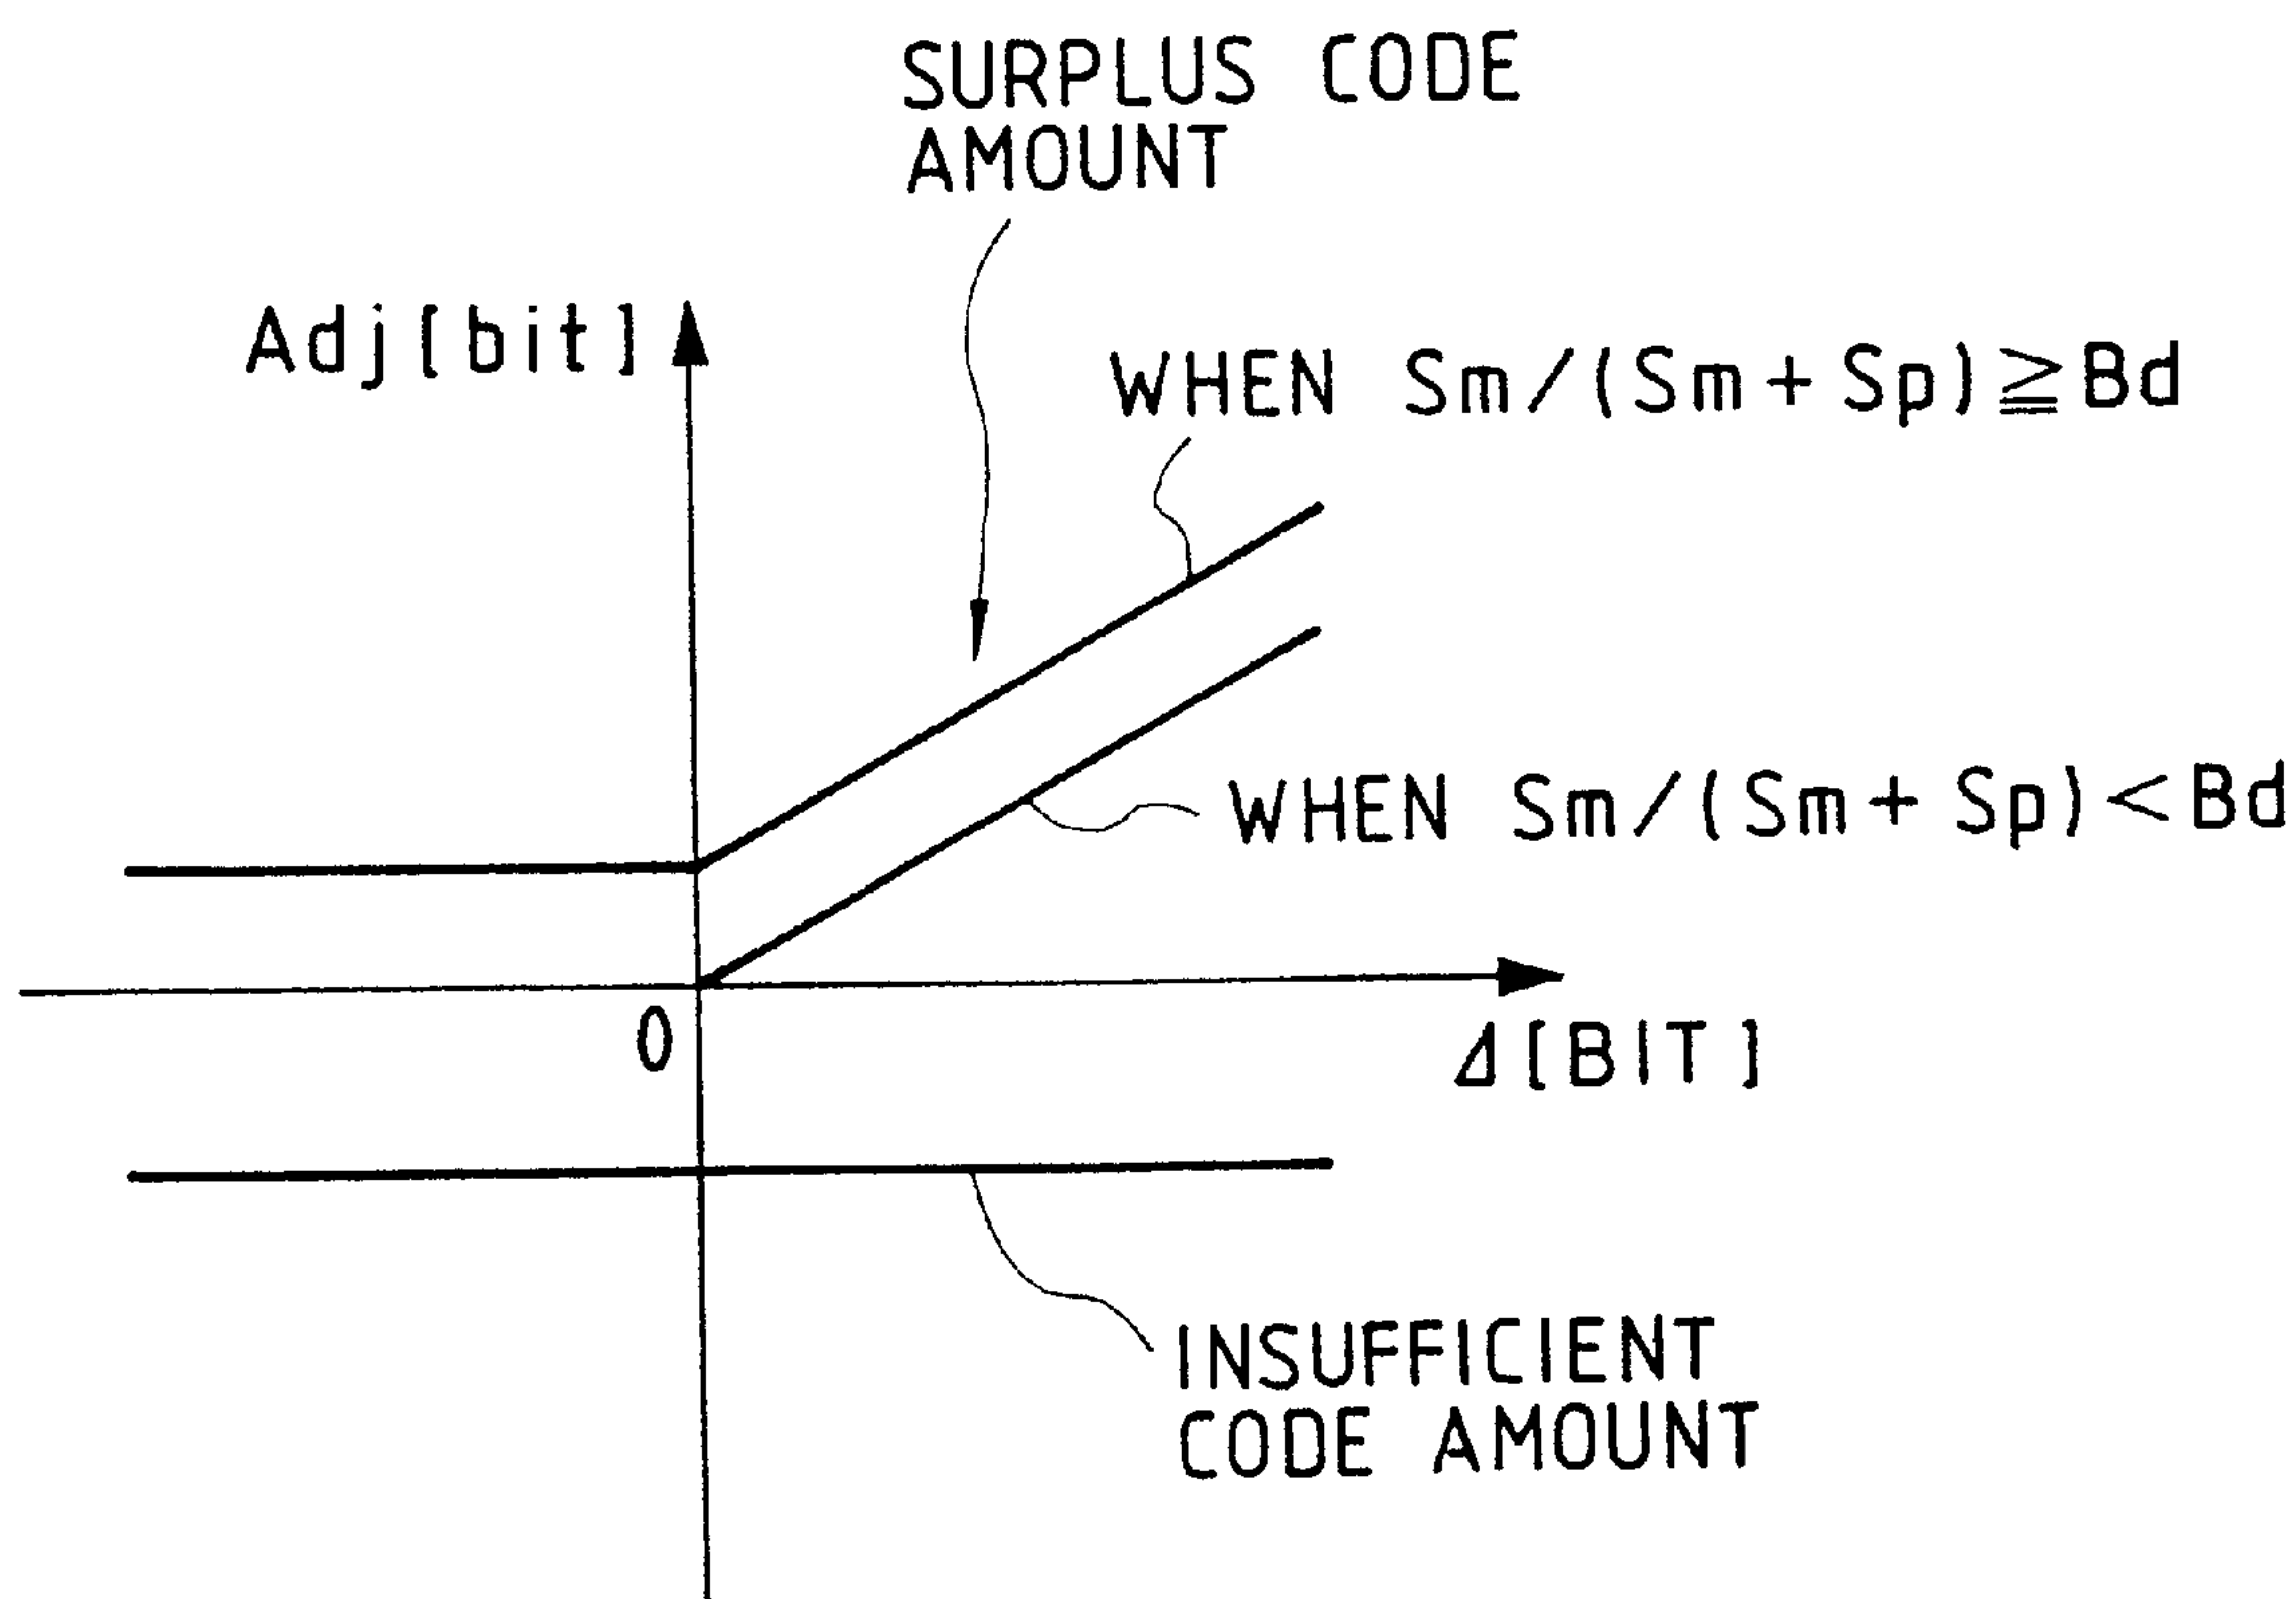 SURPLUS CODE
AMOUNT
Adj[bit]
WHEN Sm/(Sm+Sp)≧Bd
WHEN Sm/(Sm+Sp)<Bd
0
Δ[BIT]
INSUFFICIENT
CODE AMOUNT